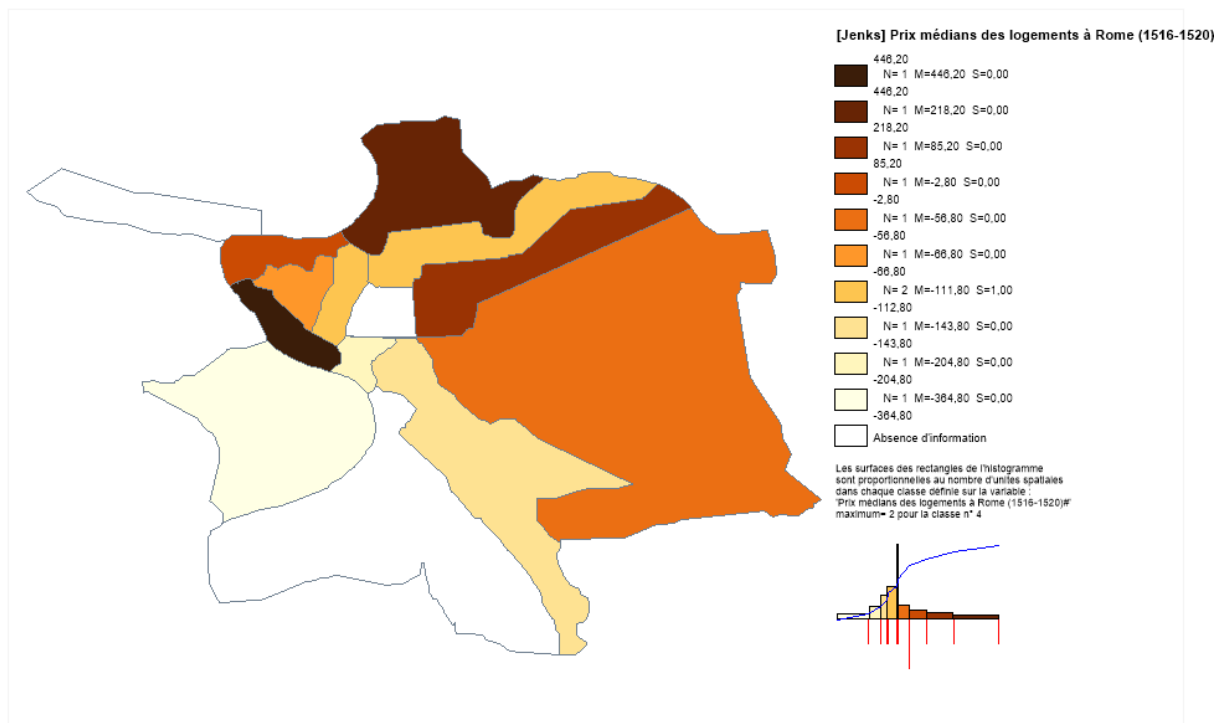 [Jenks] Prix médians des logements à Rome (1516-1520)
446,20
N= 1 M=446,20 S=0,00
446,20
N= 1 M=218,20 S=0,00
218,20
N= 1 M=85,20 S=0,00
85,20
N= 1 M=-2,80 S=0,00
-2,80
N= 1 M=-56,80 S=0,00
-56,80
N= 1 M=-66,80 S=0,00
-66,80
N= 2 M=-111,80 S=1,00
-112,80
N= 1 M=-143,80 S=0,00
-143,80
N= 1 M=-204,80 S=0,00
-204,80
N= 1 M=-364,80 S=0,00
-364,80
Absence d'information
Les surfaces des rectangles de l'histogramme
sont proportionnelles au nombre d'unites spatiales
dans chaque classe définie sur la variable :
'Prix médians des logements à Rome (1516-1520)#'
maximum= 2 pour la classe n° 4